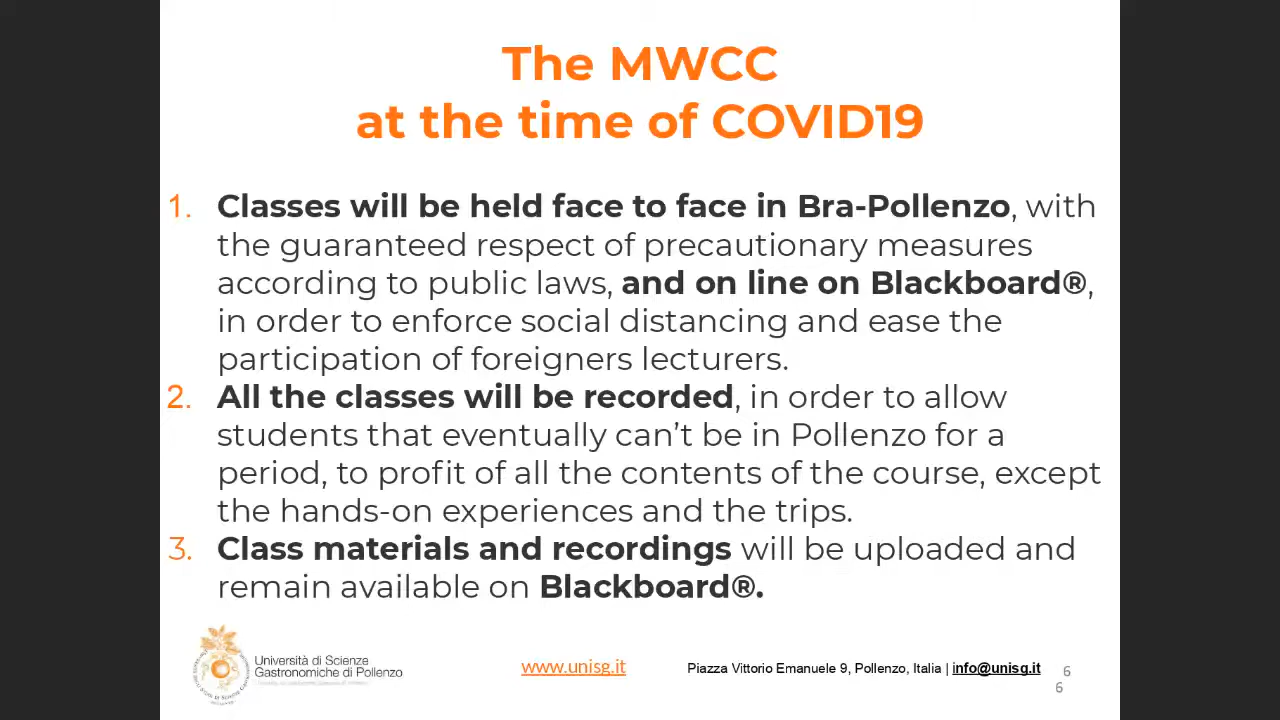 The MWCC
at the time of COVID19
1. Classes will be held face to face in Bra-Pollenzo, with
the guaranteed respect of precautionary measures
according to public laws, and on line on Blackboard®,
in order to enforce social distancing and ease the
participation of foreigners lecturers.
2. All the classes will be recorded, in order to allow
students that eventually can't be in Pollenzo for a
period, to profit of all the contents of the course, except
the hands-on experiences and the trips.
3. Class materials and recordings will be uploaded and
remain available on Blackboard®.
Università di Scienze
Gastronomiche di Pollenzo
www.unisg.it
Piazza Vittorio Emanuele 9, Pollenzo, Italia | info@unisg.it
6
6